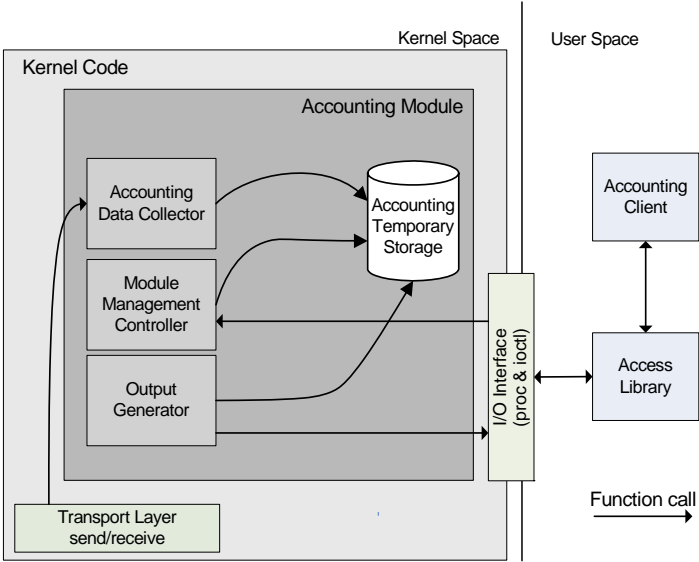 Kernel Space
User Space
Kernel Code
Accounting Module
Accounting
Data Collector
Accounting
Temporary
Storage
Accounting
Client
Module
Management
Controller
Output
Generator
I/O Interface
(proc & ioctl)
Access
Library
Function call
Transport Layer
send/receive